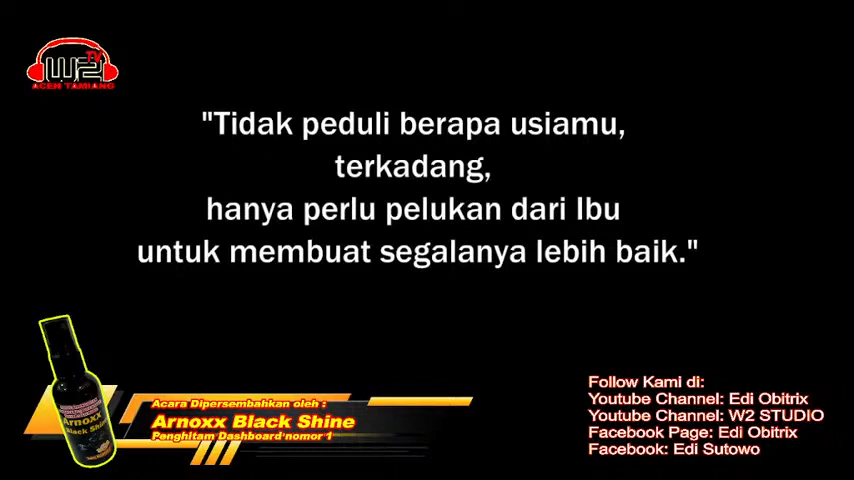 W2 TV
ACEH TAMIANG
"Tidak peduli berapa usiamu,
terkadang,
hanya perlu pelukan dari Ibu
untuk membuat segalanya lebih baik."
Arnoxx
Black Shine
Acara Dipersembahkan oleh :
Arnoxx Black Shine
Penghitam Dashboard nomor 1
Follow Kami di:
Youtube Channel: Edi Obitrix
Youtube Channel: W2 STUDIO
Facebook Page: Edi Obitrix
Facebook: Edi Sutowo